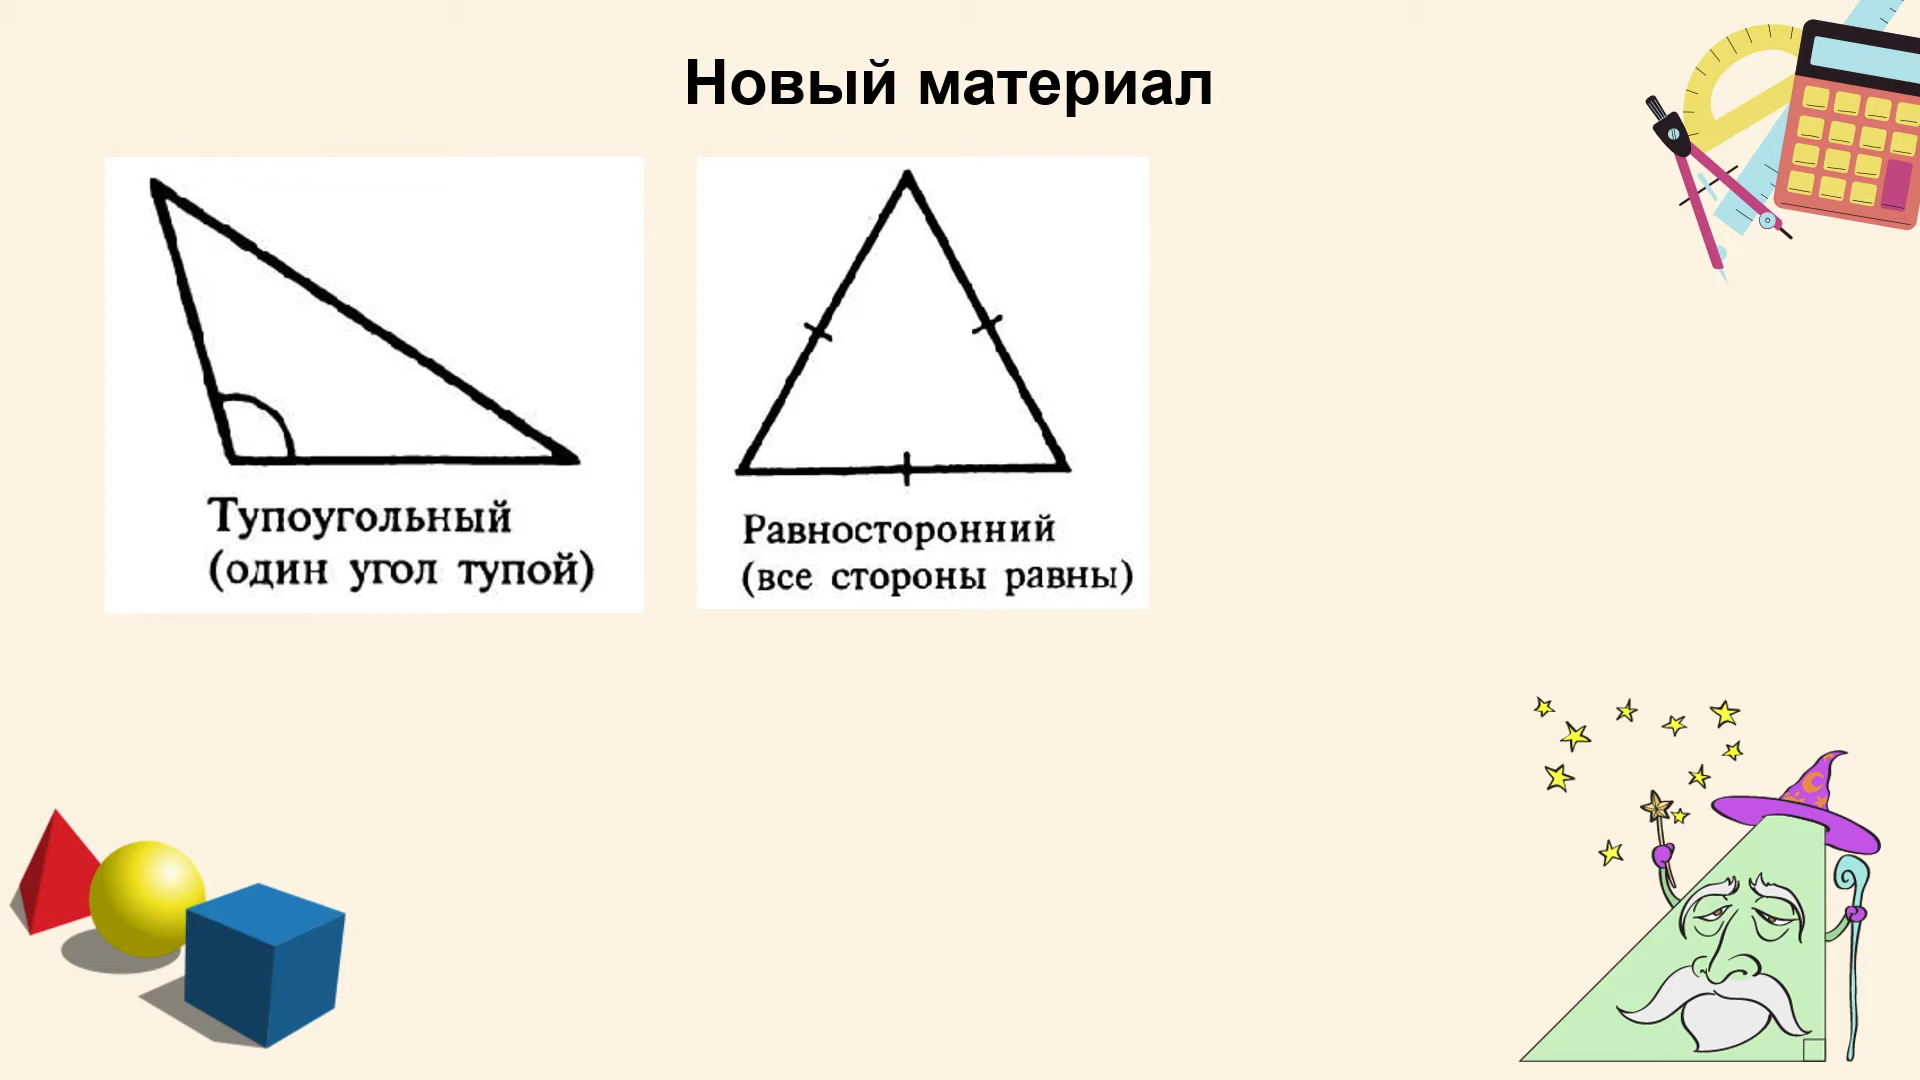 Новый материал
Тупоугольный
(один угол тупой)
Равносторонний
(все стороны равны)